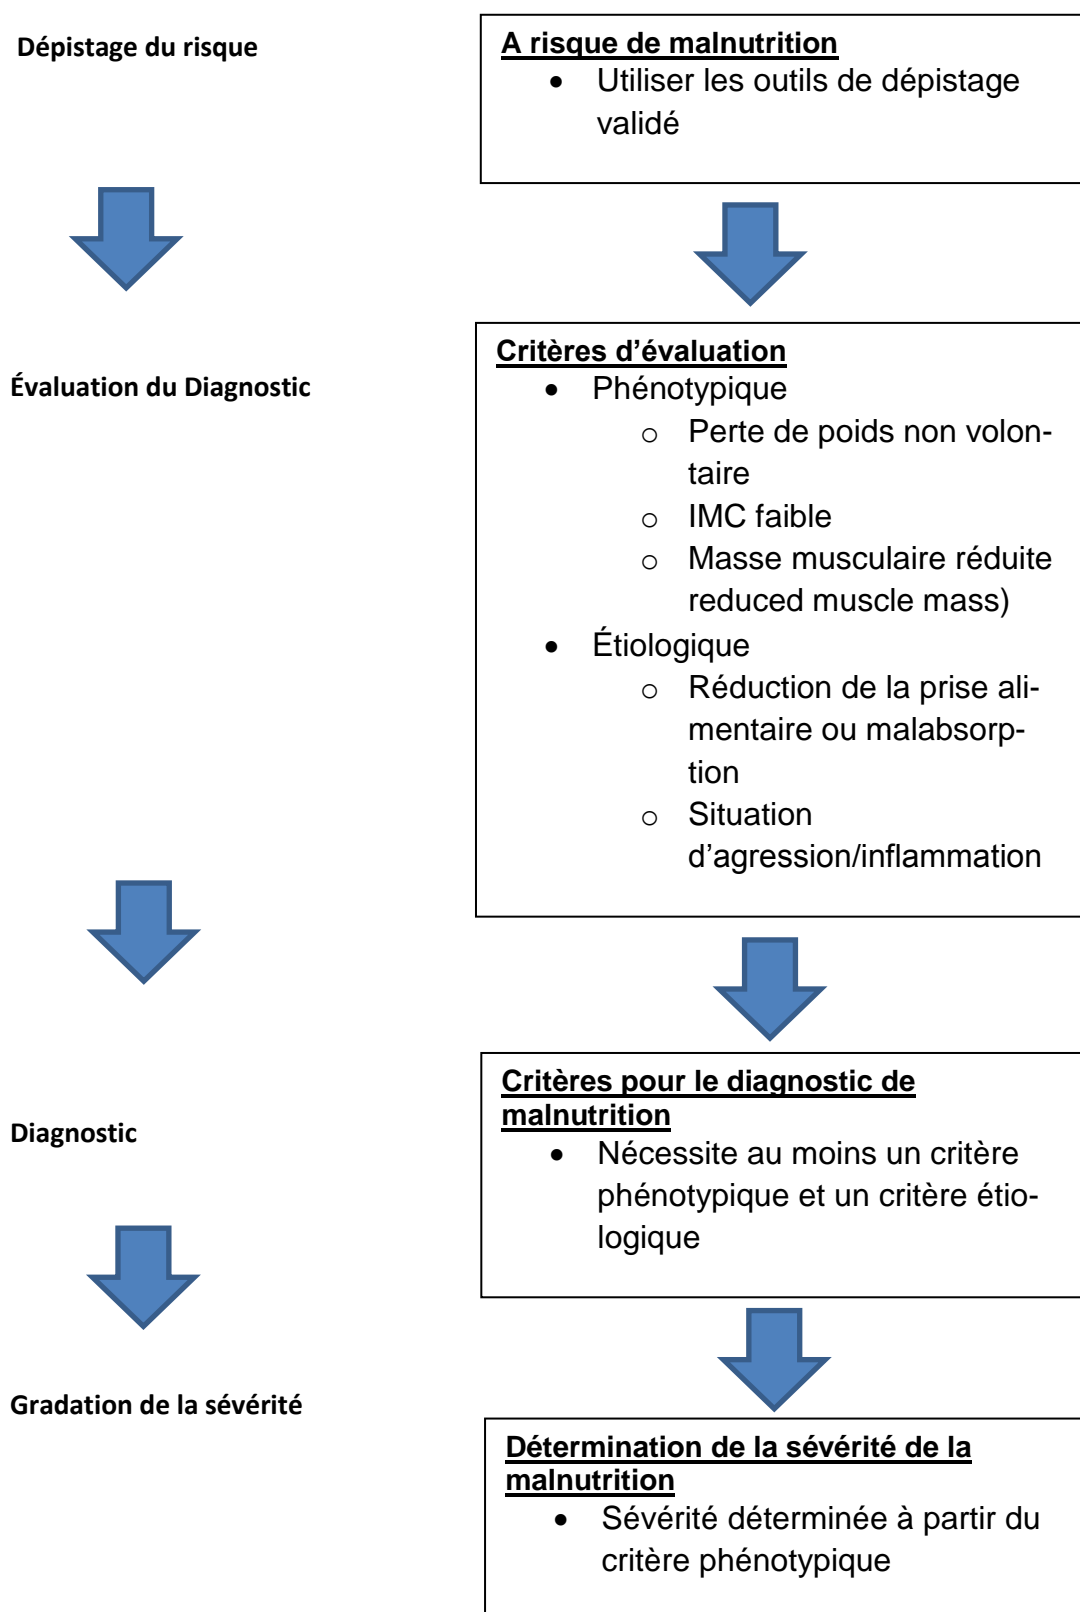 Dépistage du risque
A risque de malnutrition
• Utiliser les outils de dépistage
validé
Évaluation du Diagnostic
Critères d’évaluation
• Phénotypique
o Perte de poids non volon-
taire
o IMC faible
o Masse musculaire réduite
reduced muscle mass)
• Étiologique
o Réduction de la prise ali-
mentaire ou malabsorp-
tion
o Situation
d’agression/inflammation
Diagnostic
Critères pour le diagnostic de
malnutrition
• Nécessite au moins un critère
phénotypique et un critère étio-
logique
Gradation de la sévérité
Détermination de la sévérité de la
malnutrition
• Sévérité déterminée à partir du
critère phénotypique